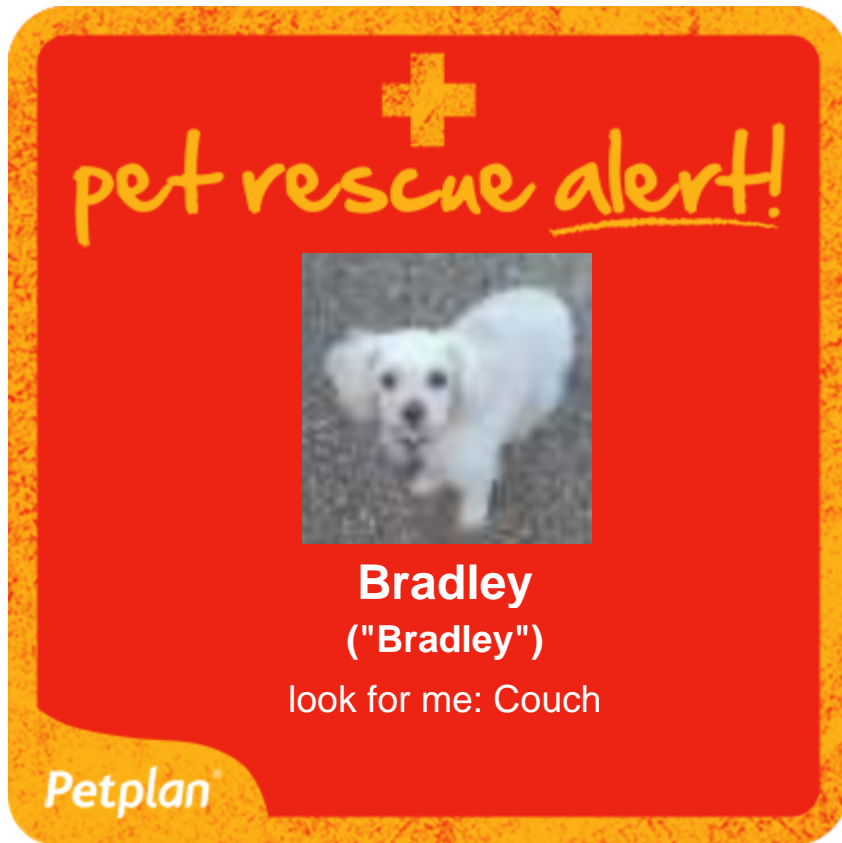 pet rescue alert!
Bradley
("Bradley")
look for me: Couch
Petplan®